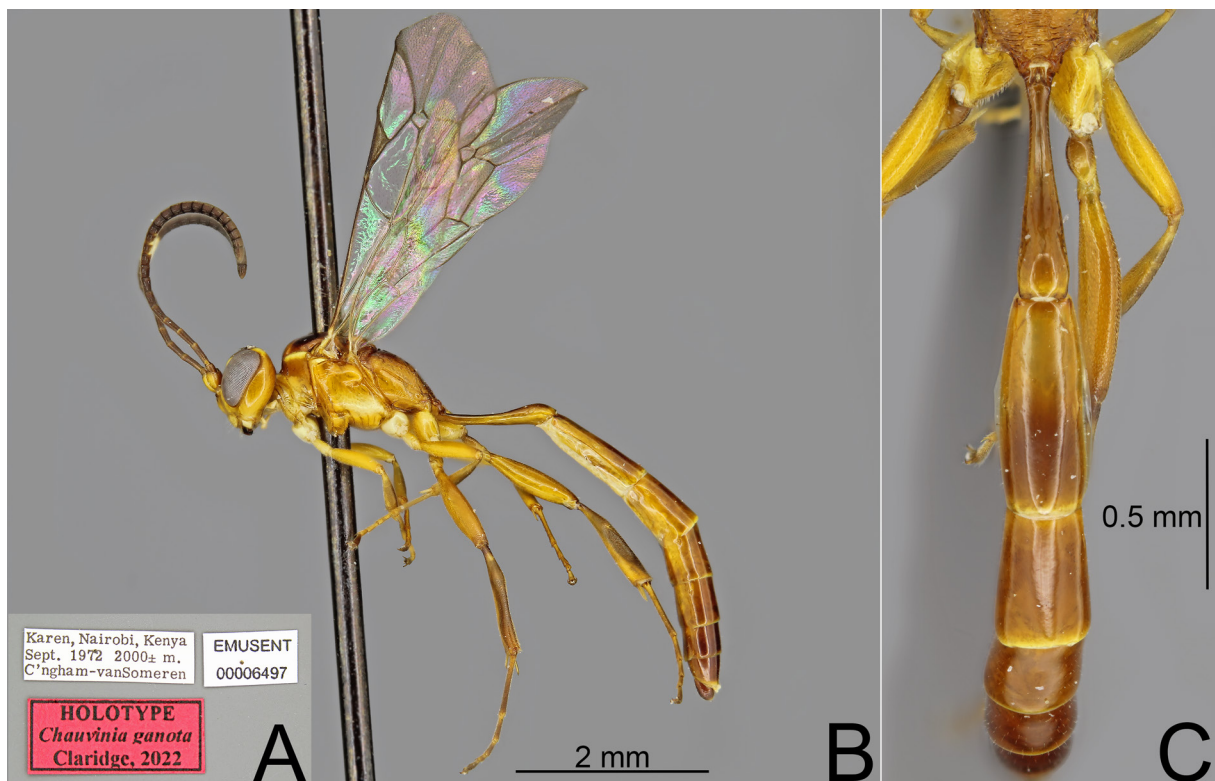 Karen, Nairobi, Kenya
Sept. 1972 2000± m.
C'ngham-vanSomeren
EMUSENT
00006497
HOLOTYPE
Chauvinia ganota
Claridge, 2022
A
2 mm
B
0.5 mm
C